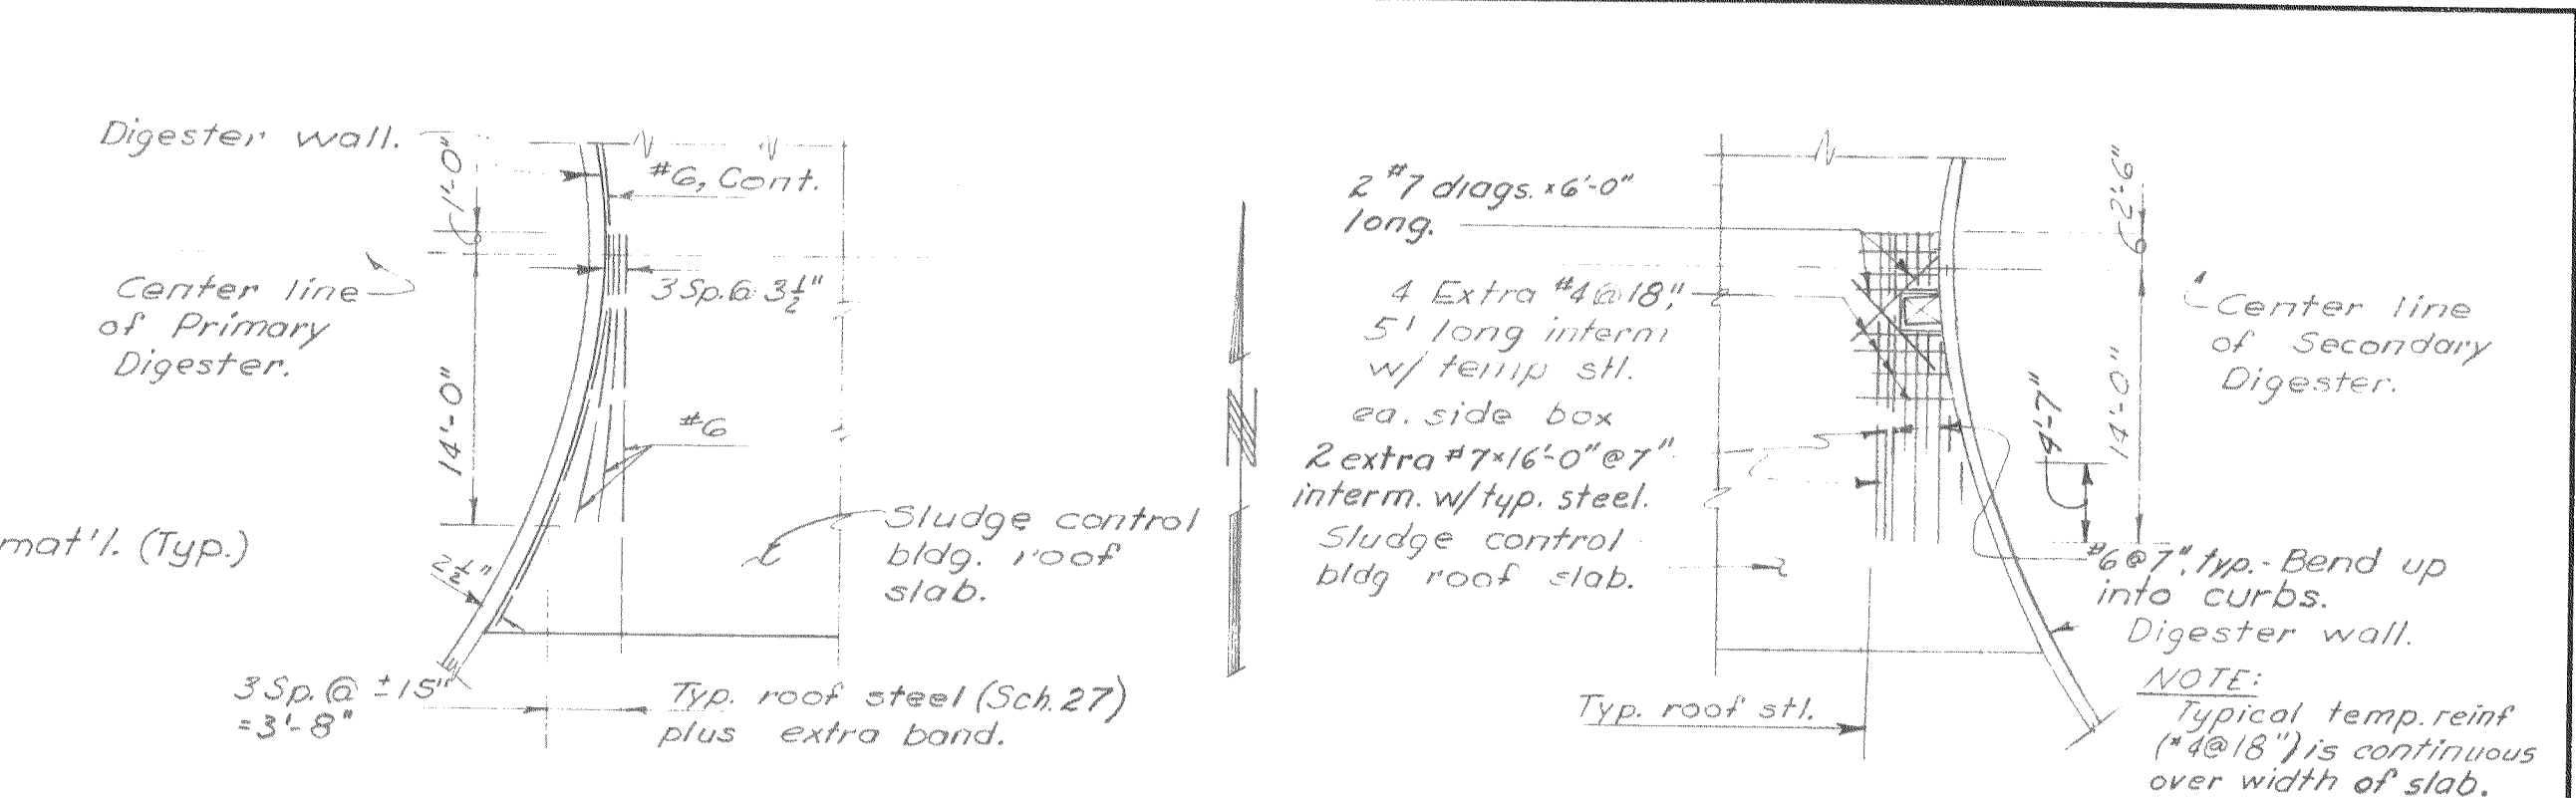 Digester wall.
1'-0"
#6, Cont.
Center line
of Primary
Digester.
3 Sp.@ 3½"
14'-0"
#6
mat'l. (Typ.)
2½"
Sludge control
bldg. roof
slab.
3 Sp. @ ±15"
=3'-8"
Typ. roof steel (Sch. 27)
plus extra band.
N
2 #7 diags. x 6'-0"
long.
4 Extra #4@18",
5' long interm
w/ temp stl.
ea. side box
2 extra #7x16'-0"@7"
interm. w/typ. steel.
Sludge control
bldg roof slab.
Typ. roof stl.
2'-6"
Center line
of Secondary
Digester.
14'-0"
4'-7"
#6@7", typ.-Bend up
into curbs.
Digester wall.
NOTE:
Typical temp. reinf
(#4@18") is continuous
over width of slab.